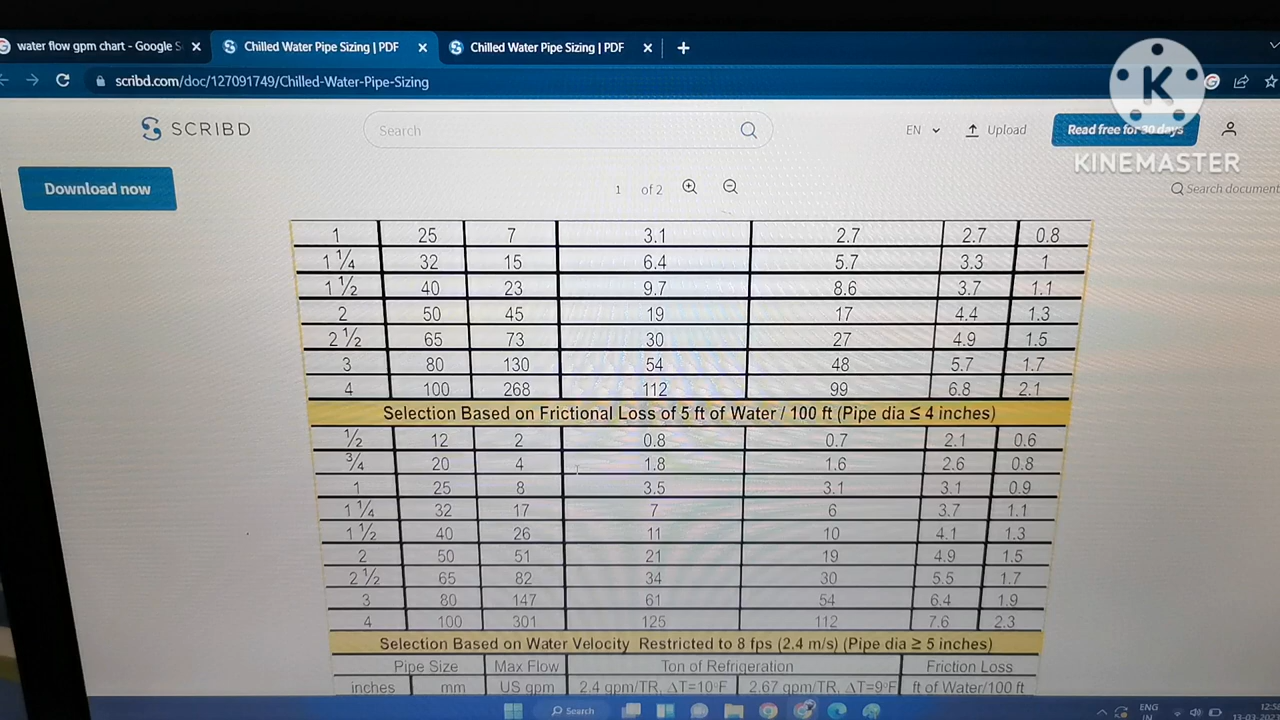 water flow gpm chart - Google S
Chilled Water Pipe Sizing | PDF
Chilled Water Pipe Sizing | PDF
scribd.com/doc/127091749/Chilled-Water-Pipe-Sizing
K
KINEMASTER
SCRIBD
Search
EN
Upload
Read free for 30 days
Download now
1 of 2
Search document
1 25 7 3.1 2.7 2.7 0.8
1 ¼ 32 15 6.4 5.7 3.3 1
1 ½ 40 23 9.7 8.6 3.7 1.1
2 50 45 19 17 4.4 1.3
2 ½ 65 73 30 27 4.9 1.5
3 80 130 54 48 5.7 1.7
4 100 268 112 99 6.8 2.1
Selection Based on Frictional Loss of 5 ft of Water / 100 ft (Pipe dia ≤ 4 inches)
½ 12 2 0.8 0.7 2.1 0.6
¾ 20 4 1.8 1.6 2.6 0.8
1 25 8 3.5 3.1 3.1 0.9
1 ¼ 32 17 7 6 3.7 1.1
1 ½ 40 26 11 10 4.1 1.3
2 50 51 21 19 4.9 1.5
2 ½ 65 82 34 30 5.5 1.7
3 80 147 61 54 6.4 1.9
4 100 301 125 112 7.6 2.3
Selection Based on Water Velocity Restricted to 8 fps (2.4 m/s) (Pipe dia ≥ 5 inches)
Pipe Size Max Flow Ton of Refrigeration Friction Loss
inches mm US gpm 2.4 gpm/TR, ΔT=10°F 2.67 gpm/TR, ΔT=9°F ft of Water/100 ft
Search
ENG
IN